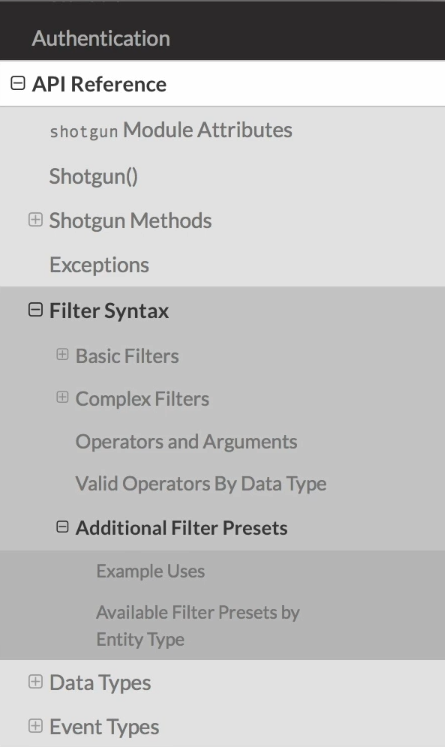 Authentication
API Reference
shotgun Module Attributes
Shotgun()
Shotgun Methods
Exceptions
Filter Syntax
Basic Filters
Complex Filters
Operators and Arguments
Valid Operators By Data Type
Additional Filter Presets
Example Uses
Available Filter Presets by
Entity Type
Data Types
Event Types